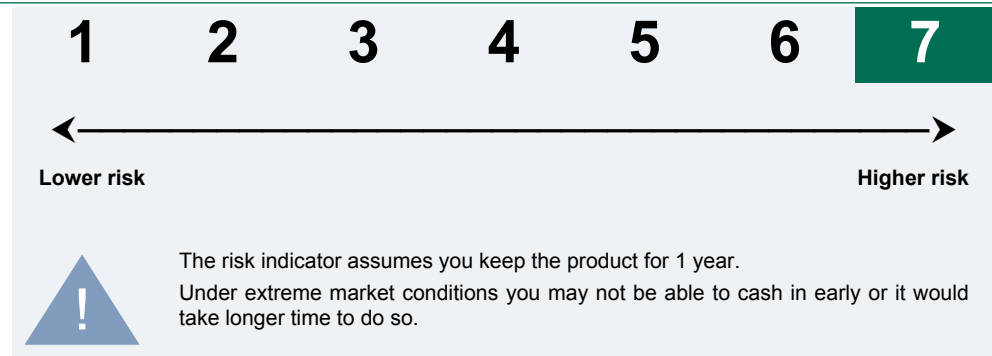 1 2 3 4 5 6 7
Lower risk Higher risk
! The risk indicator assumes you keep the product for 1 year.
Under extreme market conditions you may not be able to cash in early or it would
take longer time to do so.